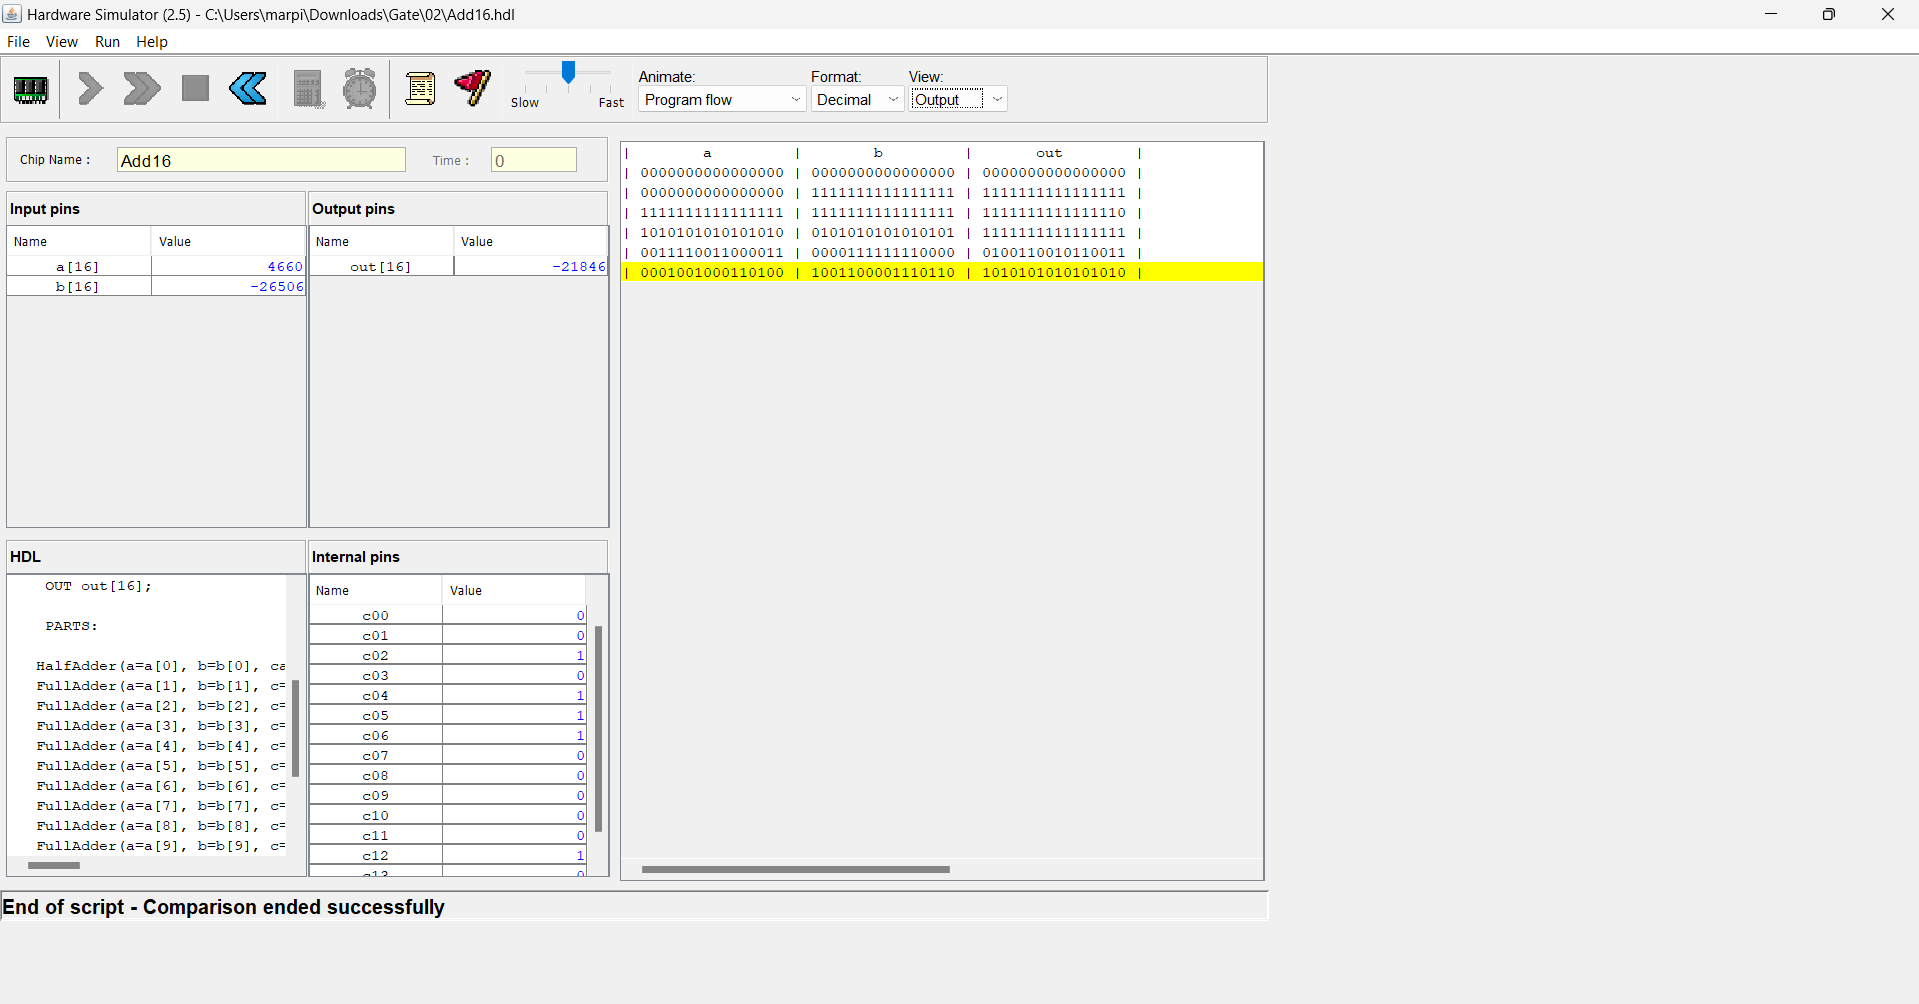 Hardware Simulator (2.5) - C:\Users\marpi\Downloads\Gate\02\Add16.hdl
File View Run Help
Animate: Format: View:
Slow Fast Program flow Decimal Output
Chip Name : Add16 Time : 0
Input pins
Name Value
a[16] 4660
b[16] -26506
Output pins
Name Value
out[16] -21846
| a | b | out |
| 0000000000000000 | 0000000000000000 | 0000000000000000 |
| 0000000000000000 | 1111111111111111 | 1111111111111111 |
| 1111111111111111 | 1111111111111111 | 1111111111111110 |
| 1010101010101010 | 0101010101010101 | 1111111111111111 |
| 0011110011000011 | 0000111111110000 | 0100110010110011 |
| 0001001000110100 | 1001100001110110 | 1010101010101010 |
HDL
OUT out[16];
PARTS:
HalfAdder(a=a[0], b=b[0], ca
FullAdder(a=a[1], b=b[1], c=
FullAdder(a=a[2], b=b[2], c=
FullAdder(a=a[3], b=b[3], c=
FullAdder(a=a[4], b=b[4], c=
FullAdder(a=a[5], b=b[5], c=
FullAdder(a=a[6], b=b[6], c=
FullAdder(a=a[7], b=b[7], c=
FullAdder(a=a[8], b=b[8], c=
FullAdder(a=a[9], b=b[9], c=
Internal pins
Name Value
c00 0
c01 0
c02 1
c03 0
c04 1
c05 1
c06 1
c07 0
c08 0
c09 0
c10 0
c11 0
c12 1
c13 0
End of script - Comparison ended successfully